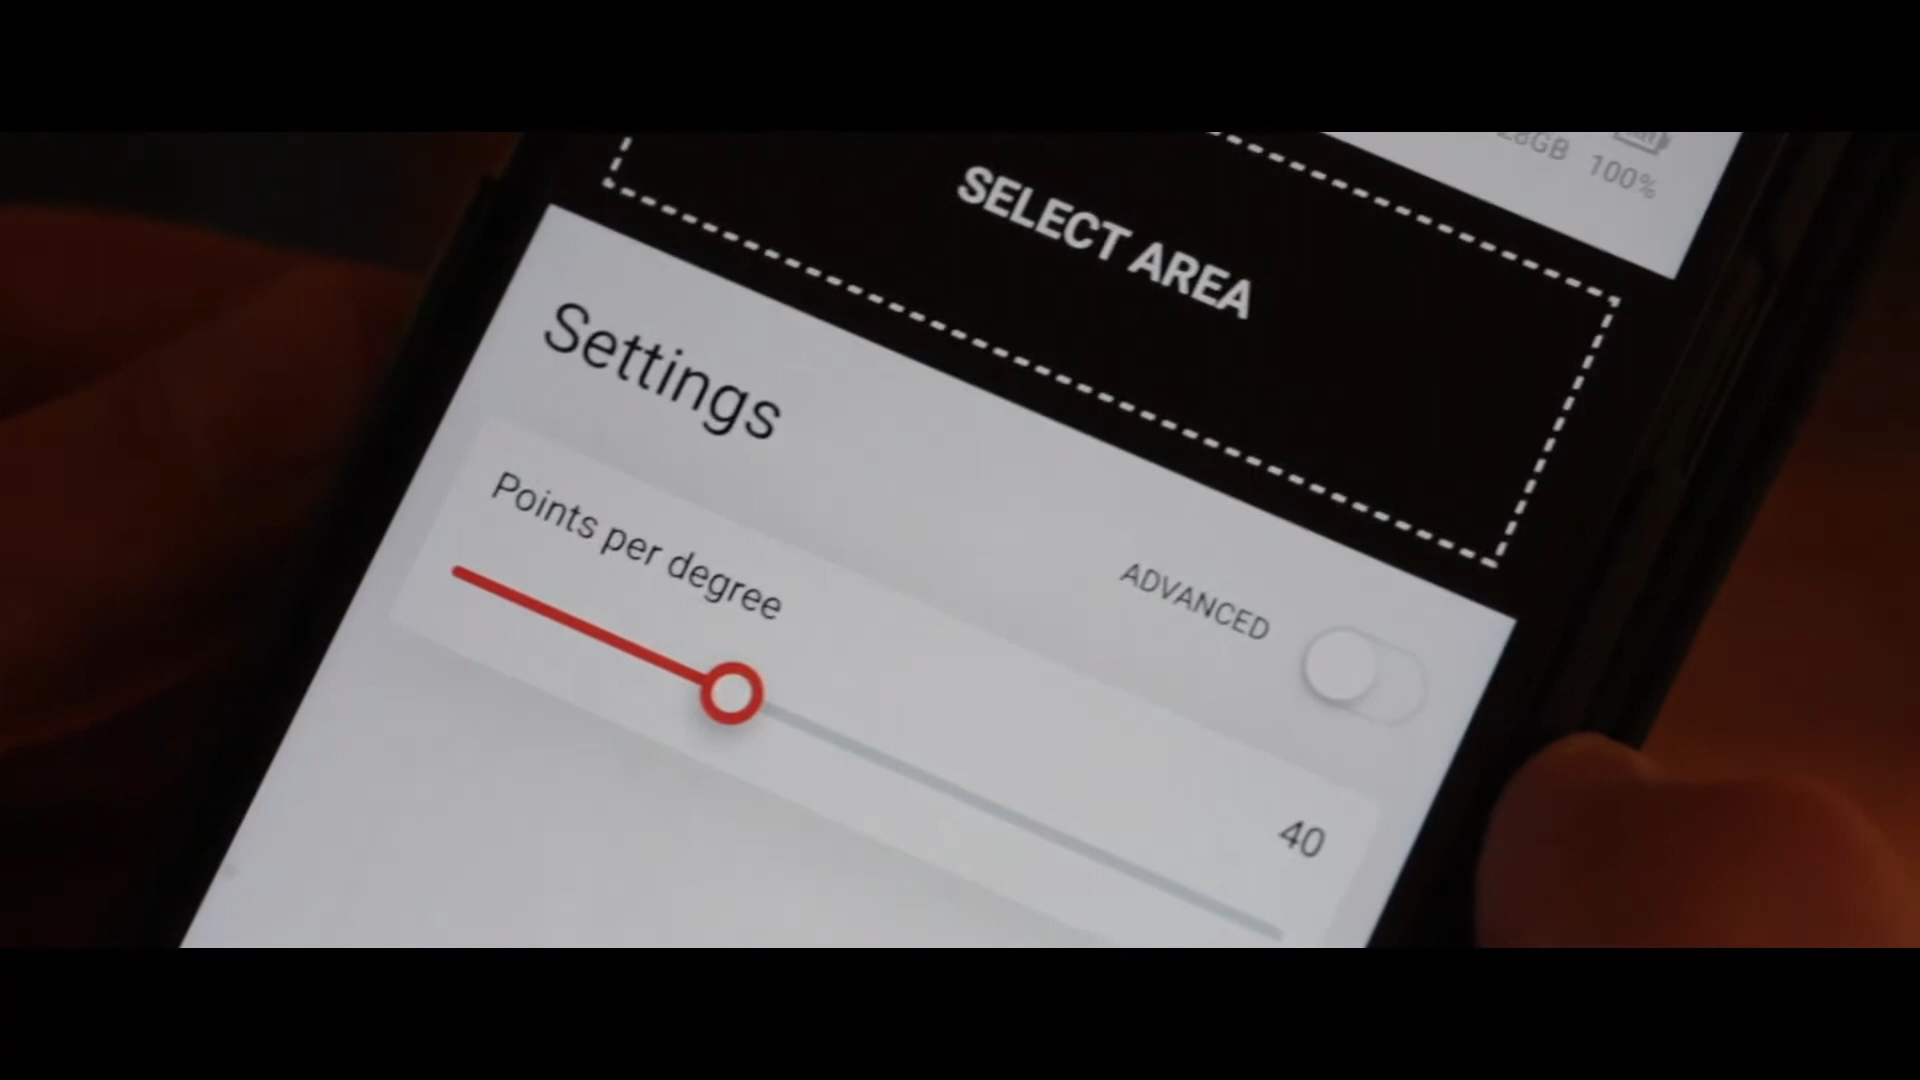 100%
SELECT AREA
Settings
ADVANCED
Points per degree
40